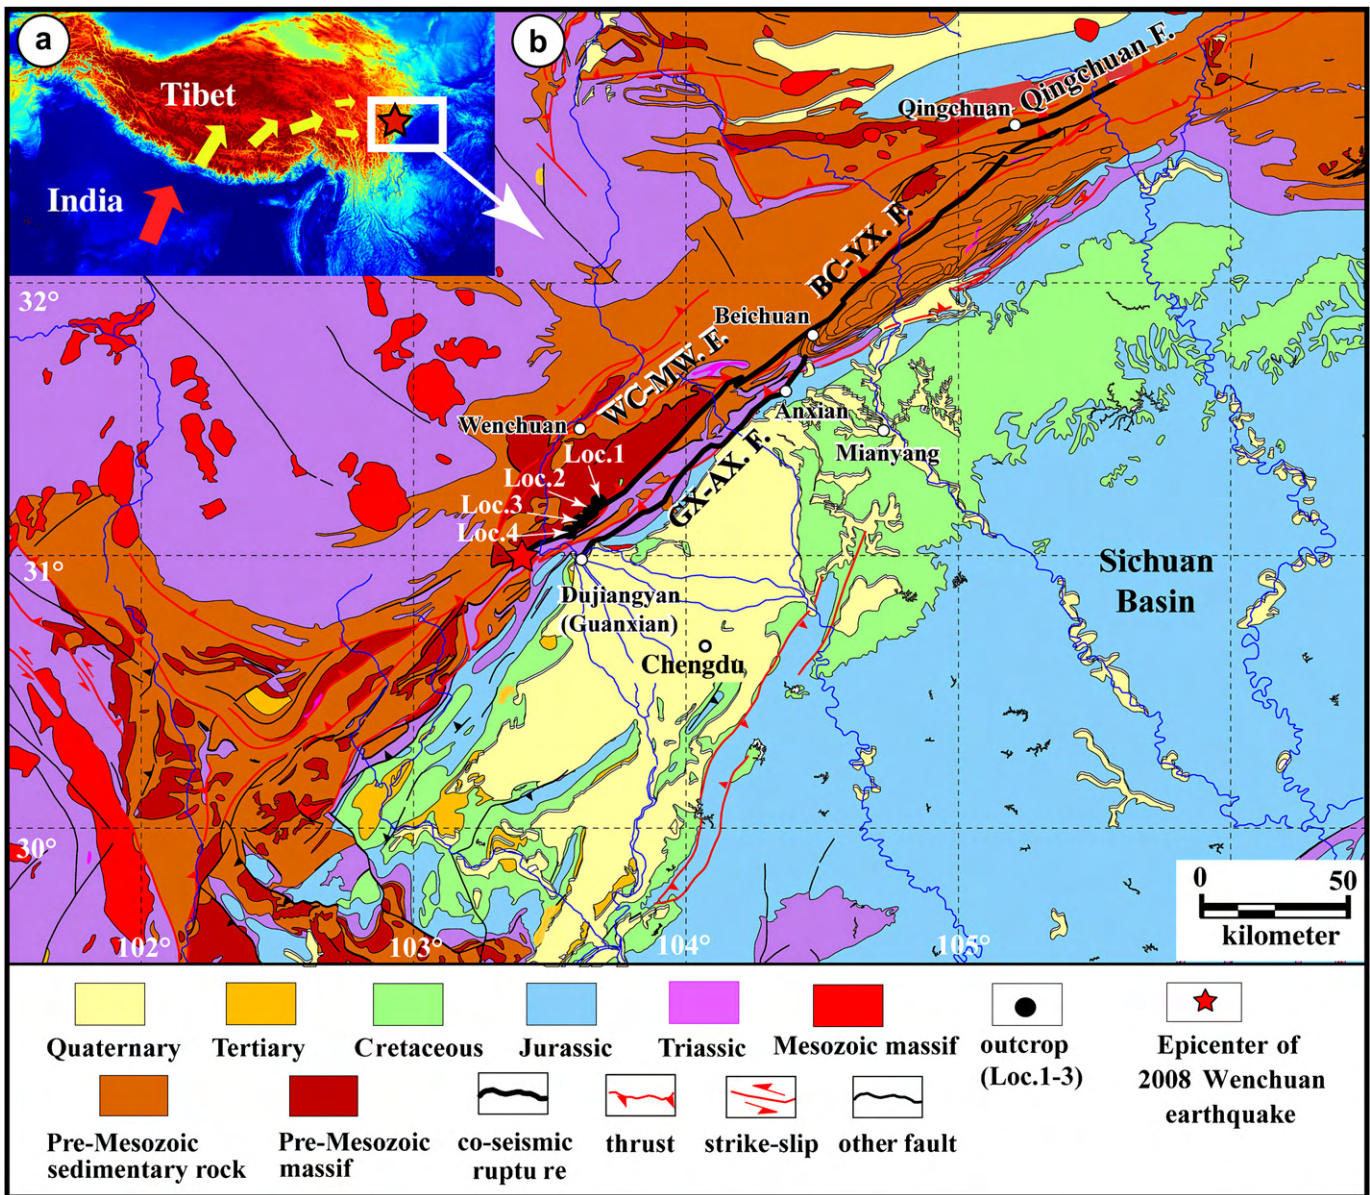 a
b
Tibet
India
Qingchuan F.
Qingchuan
BC-YX. F.
32°
Beichuan
WC-MW. F.
Anxian
Wenchuan
Mianyang
Loc.1
Loc.2
GX-AX. F.
Loc.3
Loc.4
31°
Sichuan
Basin
Dujiangyan
(Guanxian)
Chengdu
30°
0 50
kilometer
102° 103° 104° 105°
Quaternary Tertiary Cretaceous Jurassic Triassic Mesozoic massif outcrop
(Loc.1-3) Epicenter of
2008 Wenchuan
earthquake
Pre-Mesozoic
sedimentary rock
Pre-Mesozoic
massif
co-seismic
ruptu re
thrust strike-slip other fault